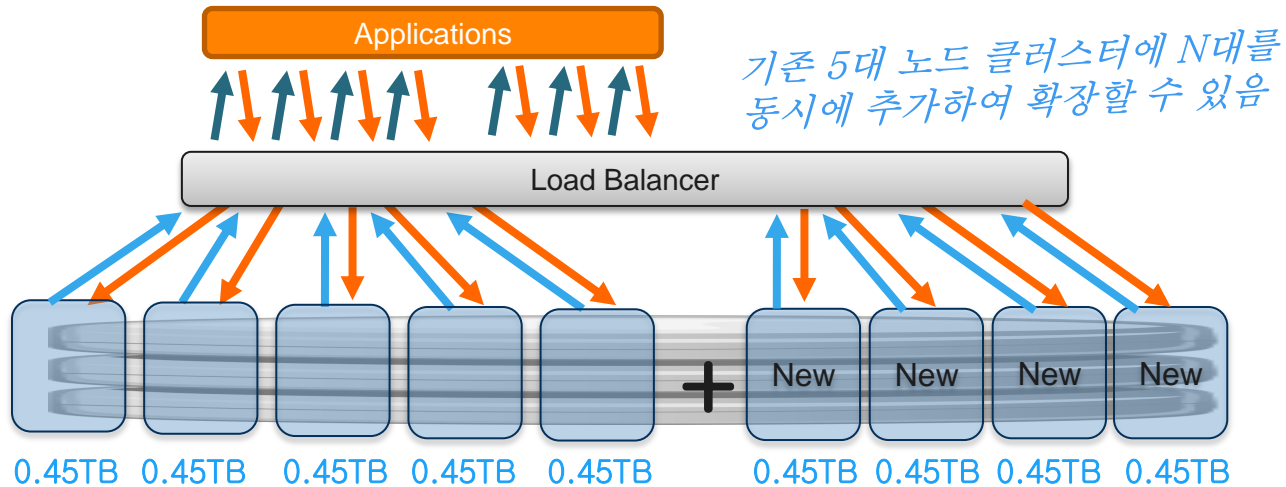 Applications
기존 5대 노드 클러스터에 N대를
동시에 추가하여 확장할 수 있음
Load Balancer
+
New New New New
0.45TB 0.45TB 0.45TB 0.45TB 0.45TB 0.45TB 0.45TB 0.45TB 0.45TB